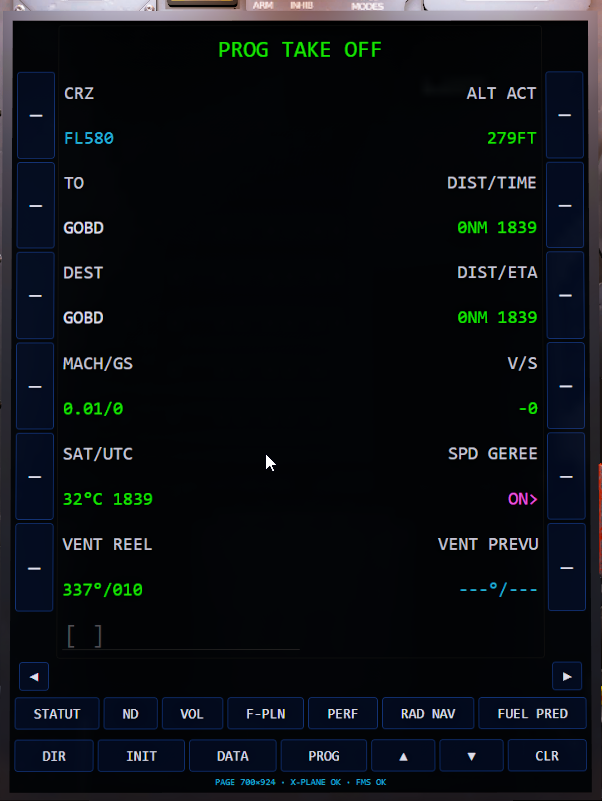 ARM INHIB MODES
PROG TAKE OFF
CRZ ALT ACT
FL580 279FT
TO DIST/TIME
GOBD 0NM 1839
DEST DIST/ETA
GOBD 0NM 1839
MACH/GS V/S
0.01/0 -0
SAT/UTC SPD GEREE
32°C 1839 ON>
VENT REEL VENT PREVU
337°/010 ---°/---
[ ]
◀ ▶
STATUT ND VOL F-PLN PERF RAD NAV FUEL PRED
DIR INIT DATA PROG ▲ ▼ CLR
PAGE 700×924 · X-PLANE OK · FMS OK